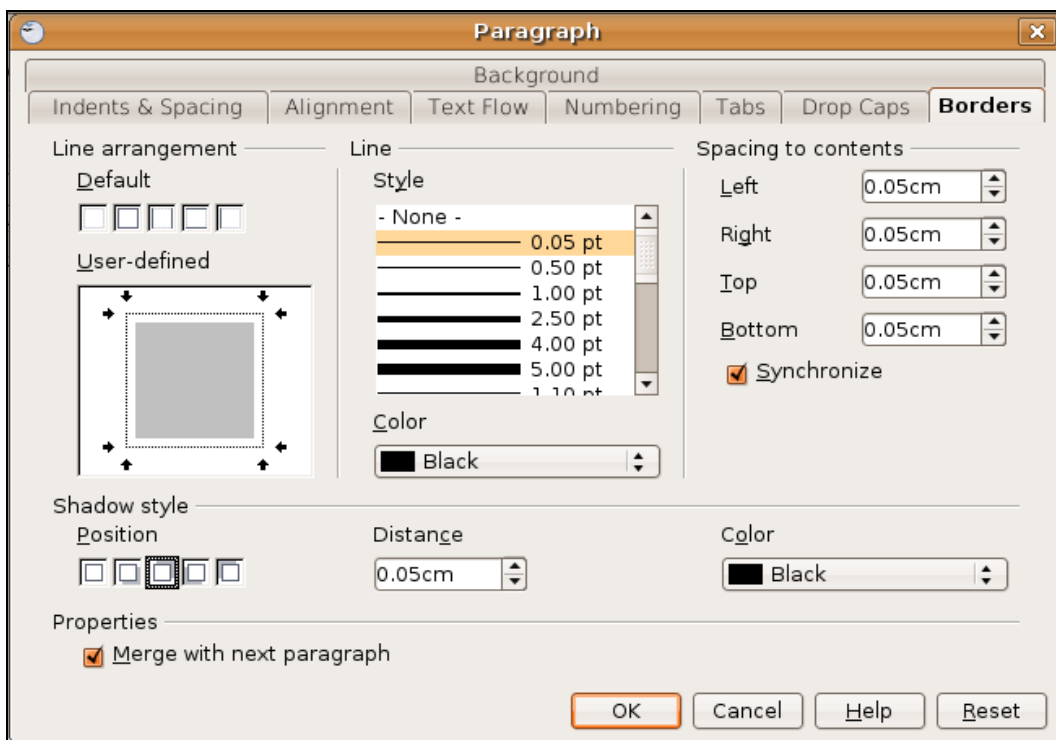 Paragraph
Background
Indents & Spacing Alignment Text Flow Numbering Tabs Drop Caps Borders
Line arrangement
Default
User-defined
Line
Style
- None -
0.05 pt
0.50 pt
1.00 pt
2.50 pt
4.00 pt
5.00 pt
1.10 pt
Color
Black
Spacing to contents
Left 0.05cm
Right 0.05cm
Top 0.05cm
Bottom 0.05cm
Synchronize
Shadow style
Position
Distance
0.05cm
Color
Black
Properties
Merge with next paragraph
OK Cancel Help Reset